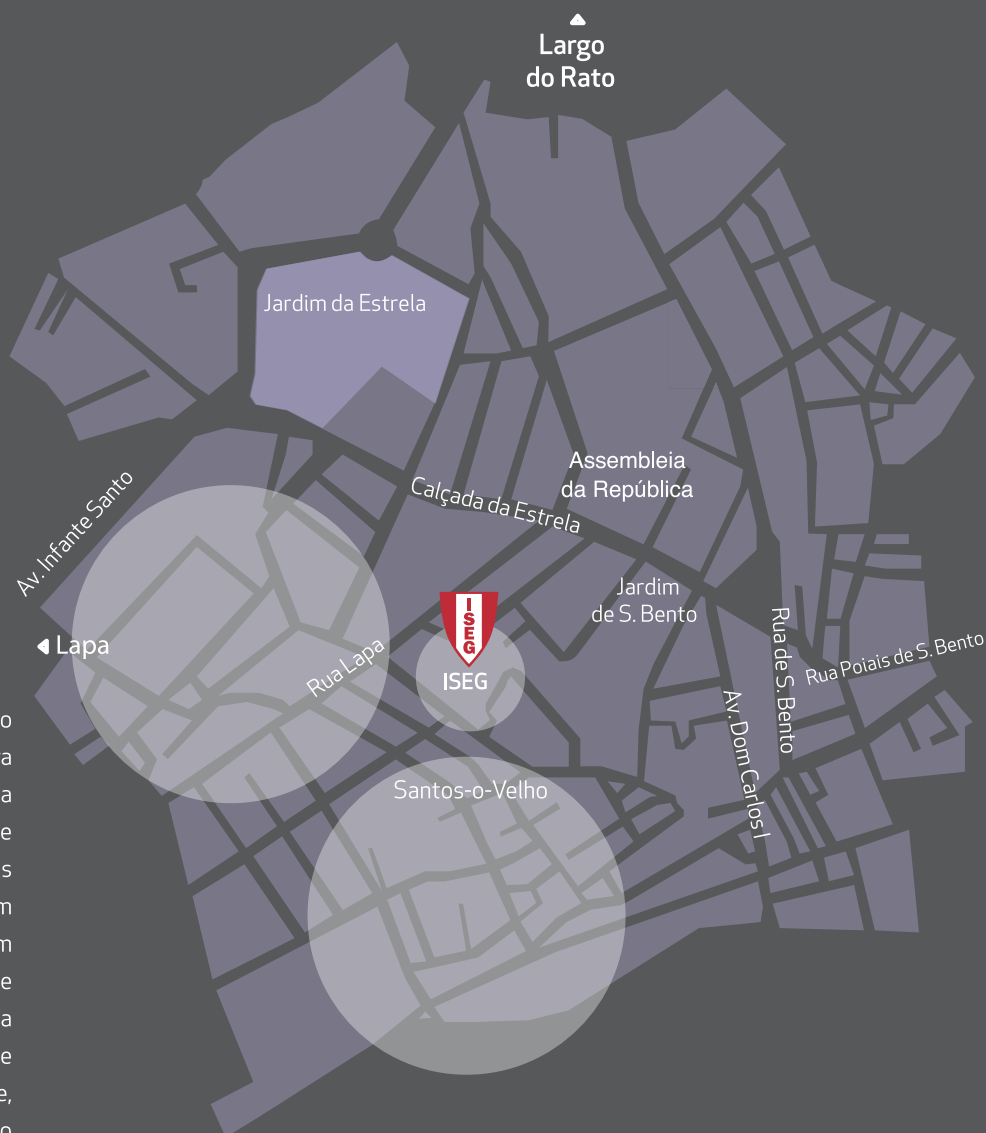 Largo
do Rato
Jardim da Estrela
Assembleia
da República
Calçada da Estrela
Av. Infante Santo
Jardim
de S. Bento
ISEG
ISEG
Lapa
Rua Lapa
Rua de S. Bento
Rua Poiais de S. Bento
Av. Dom Carlos I
Santos-o-Velho